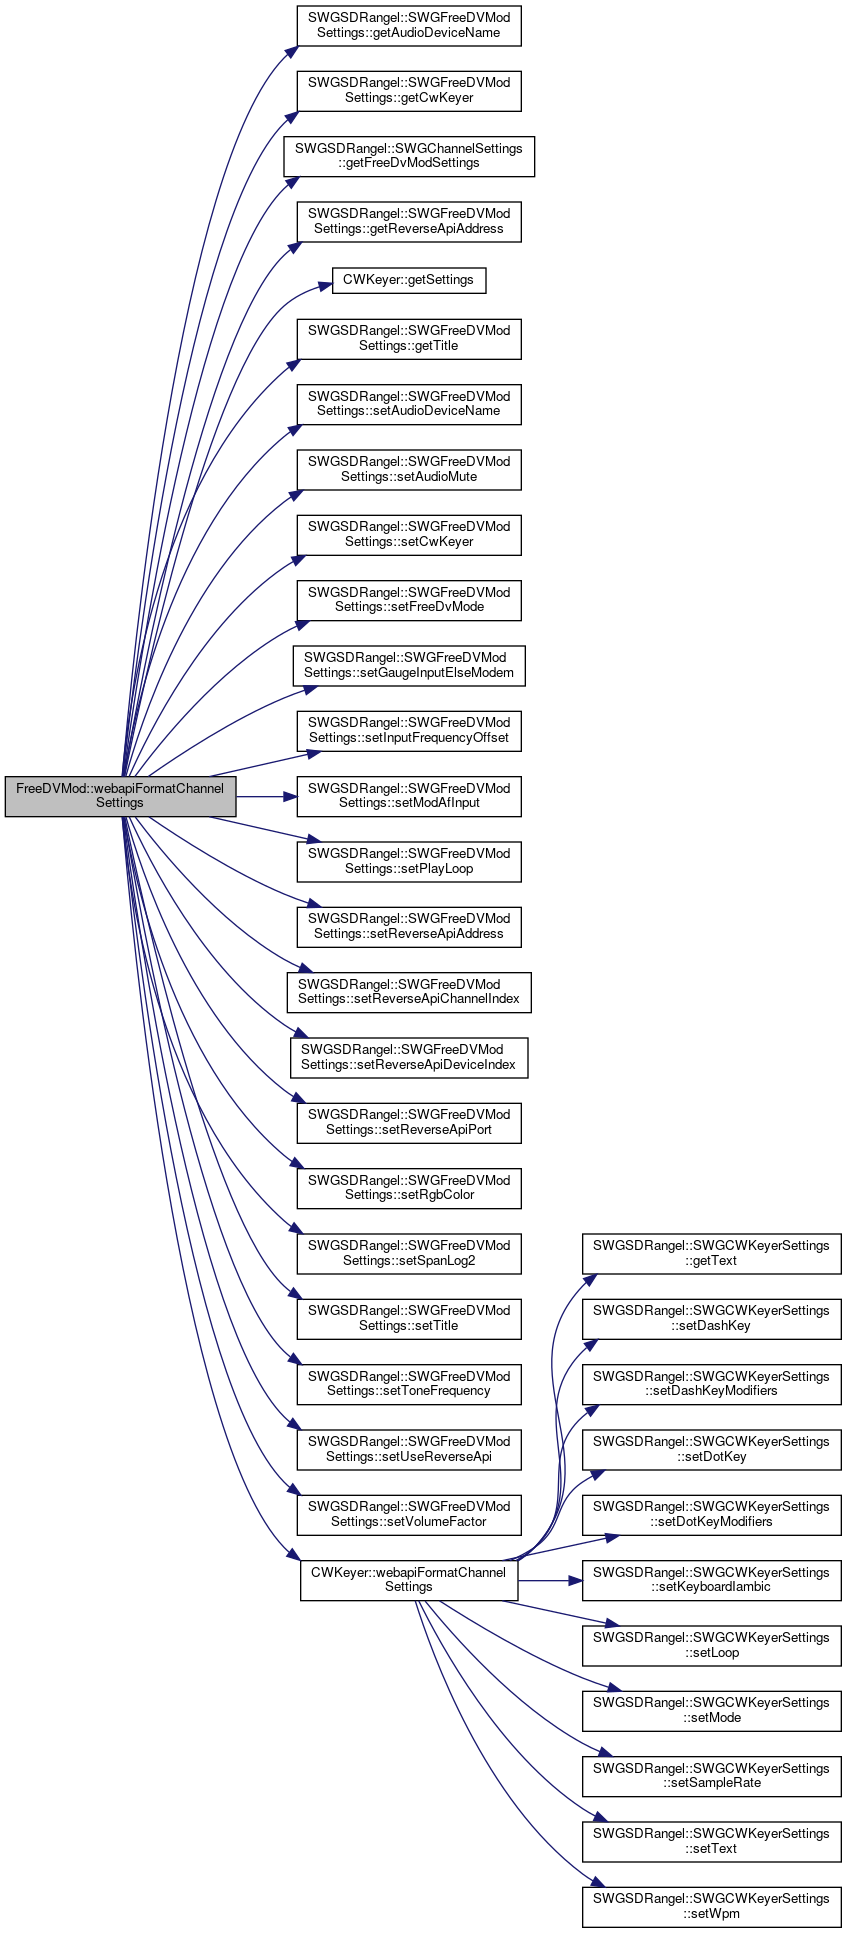 SWGSDRangel::SWGFreeDVMod
Settings::getAudioDeviceName
SWGSDRangel::SWGFreeDVMod
Settings::getCwKeyer
SWGSDRangel::SWGChannelSettings
::getFreeDvModSettings
SWGSDRangel::SWGFreeDVMod
Settings::getReverseApiAddress
CWKeyer::getSettings
SWGSDRangel::SWGFreeDVMod
Settings::getTitle
SWGSDRangel::SWGFreeDVMod
Settings::setAudioDeviceName
SWGSDRangel::SWGFreeDVMod
Settings::setAudioMute
SWGSDRangel::SWGFreeDVMod
Settings::setCwKeyer
SWGSDRangel::SWGFreeDVMod
Settings::setFreeDvMode
SWGSDRangel::SWGFreeDVMod
Settings::setGaugeInputElseModem
SWGSDRangel::SWGFreeDVMod
Settings::setInputFrequencyOffset
FreeDVMod::webapiFormatChannel
Settings
SWGSDRangel::SWGFreeDVMod
Settings::setModAfInput
SWGSDRangel::SWGFreeDVMod
Settings::setPlayLoop
SWGSDRangel::SWGFreeDVMod
Settings::setReverseApiAddress
SWGSDRangel::SWGFreeDVMod
Settings::setReverseApiChannelIndex
SWGSDRangel::SWGFreeDVMod
Settings::setReverseApiDeviceIndex
SWGSDRangel::SWGFreeDVMod
Settings::setReverseApiPort
SWGSDRangel::SWGFreeDVMod
Settings::setRgbColor
SWGSDRangel::SWGFreeDVMod
Settings::setSpanLog2
SWGSDRangel::SWGFreeDVMod
Settings::setTitle
SWGSDRangel::SWGFreeDVMod
Settings::setToneFrequency
SWGSDRangel::SWGFreeDVMod
Settings::setUseReverseApi
SWGSDRangel::SWGFreeDVMod
Settings::setVolumeFactor
CWKeyer::webapiFormatChannel
Settings
SWGSDRangel::SWGCWKeyerSettings
::getText
SWGSDRangel::SWGCWKeyerSettings
::setDashKey
SWGSDRangel::SWGCWKeyerSettings
::setDashKeyModifiers
SWGSDRangel::SWGCWKeyerSettings
::setDotKey
SWGSDRangel::SWGCWKeyerSettings
::setDotKeyModifiers
SWGSDRangel::SWGCWKeyerSettings
::setKeyboardIambic
SWGSDRangel::SWGCWKeyerSettings
::setLoop
SWGSDRangel::SWGCWKeyerSettings
::setMode
SWGSDRangel::SWGCWKeyerSettings
::setSampleRate
SWGSDRangel::SWGCWKeyerSettings
::setText
SWGSDRangel::SWGCWKeyerSettings
::setWpm